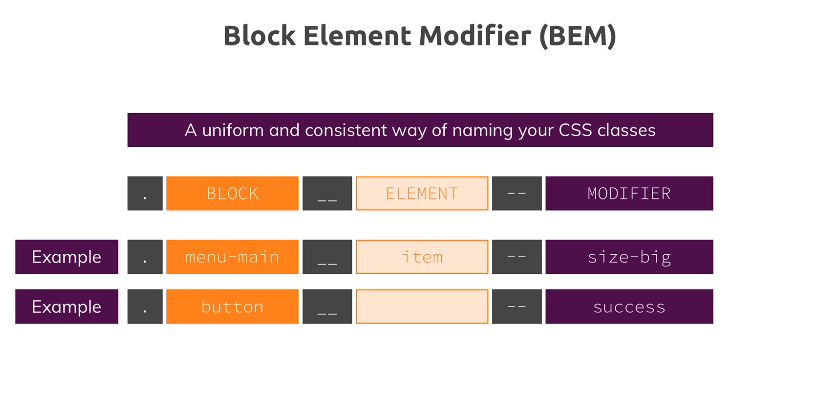 Block Element Modifier (BEM)
A uniform and consistent way of naming your CSS classes
. BLOCK __ ELEMENT -- MODIFIER
Example . menu-main __ item -- size-big
Example . button __ -- success